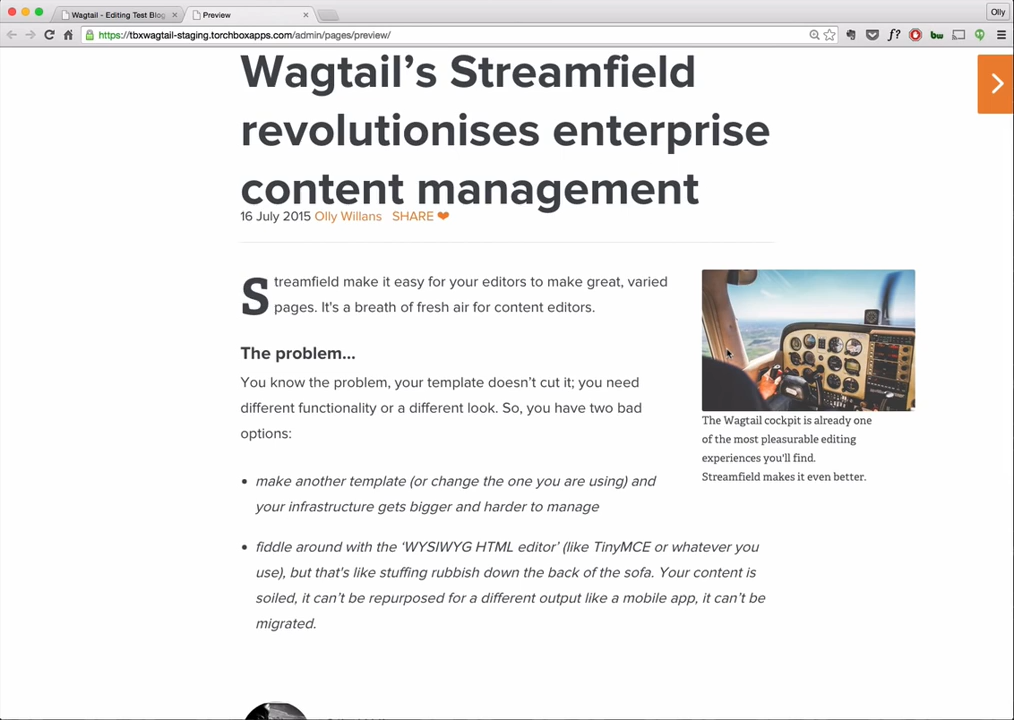 Wagtail - Editing Test Blog
Preview
Olly
https://tbxwagtail-staging.torchboxapps.com/admin/pages/preview/
f?
bw
Wagtail’s Streamfield
revolutionises enterprise
content management
16 July 2015 Olly Willans SHARE ❤
Streamfield make it easy for your editors to make great, varied
pages. It's a breath of fresh air for content editors.
The problem...
You know the problem, your template doesn’t cut it; you need
different functionality or a different look. So, you have two bad
options:
• make another template (or change the one you are using) and
your infrastructure gets bigger and harder to manage
• fiddle around with the ‘WYSIWYG HTML editor’ (like TinyMCE or whatever you
use), but that's like stuffing rubbish down the back of the sofa. Your content is
soiled, it can’t be repurposed for a different output like a mobile app, it can’t be
migrated.
The Wagtail cockpit is already one
of the most pleasurable editing
experiences you'll find.
Streamfield makes it even better.